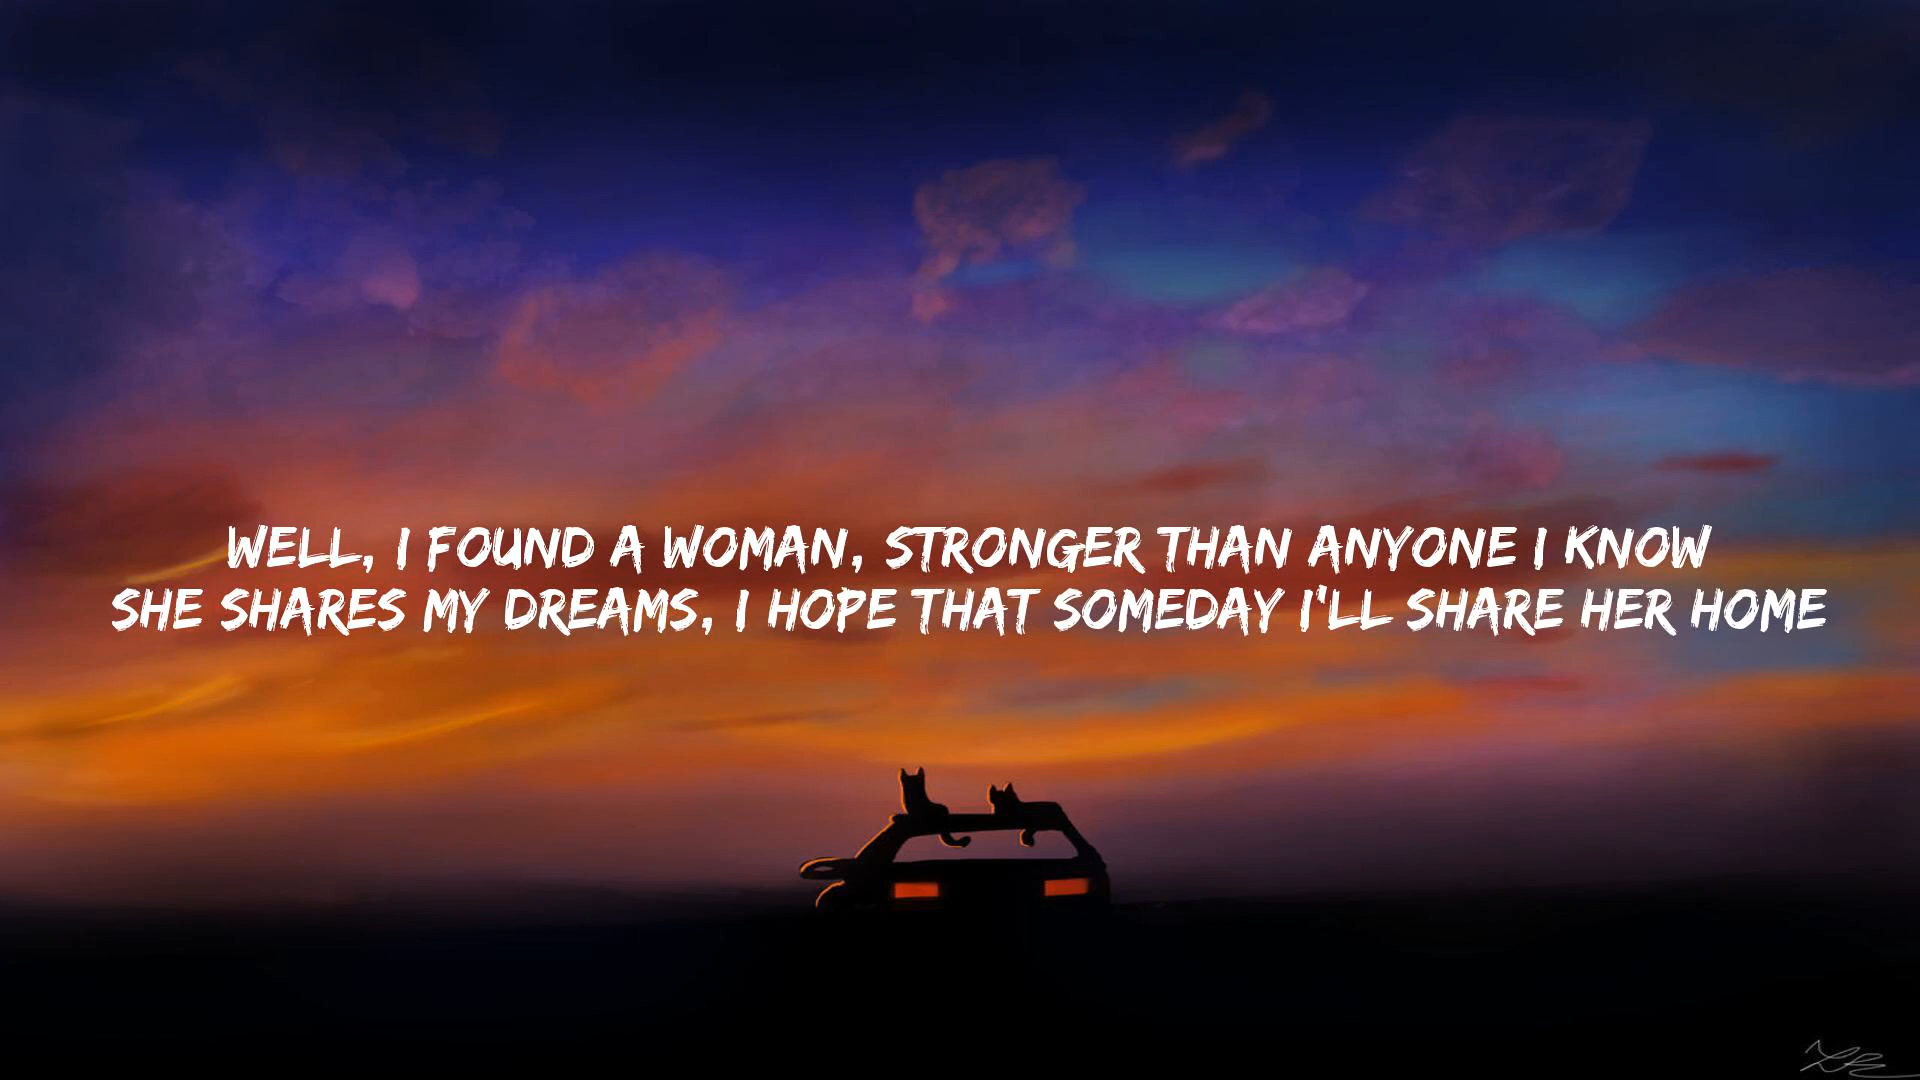 WELL, I FOUND A WOMAN, STRONGER THAN ANYONE I KNOW
SHE SHARES MY DREAMS, I HOPE THAT SOMEDAY I'LL SHARE HER HOME